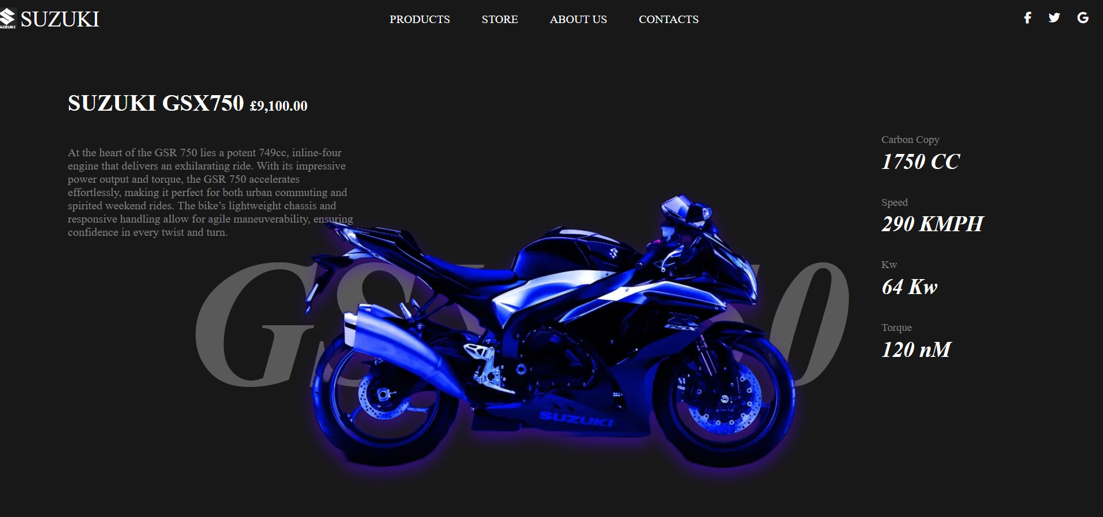 SUZUKI
PRODUCTS STORE ABOUT US CONTACTS
SUZUKI GSX750 £9,100.00
At the heart of the GSR 750 lies a potent 749cc, inline-four
engine that delivers an exhilarating ride. With its impressive
power output and torque, the GSR 750 accelerates
effortlessly, making it perfect for both urban commuting and
spirited weekend rides. The bike’s lightweight chassis and
responsive handling allow for agile maneuverability, ensuring
confidence in every twist and turn.
Carbon Copy
1750 CC
Speed
290 KMPH
Kw
64 Kw
Torque
120 nM
SUZUKI